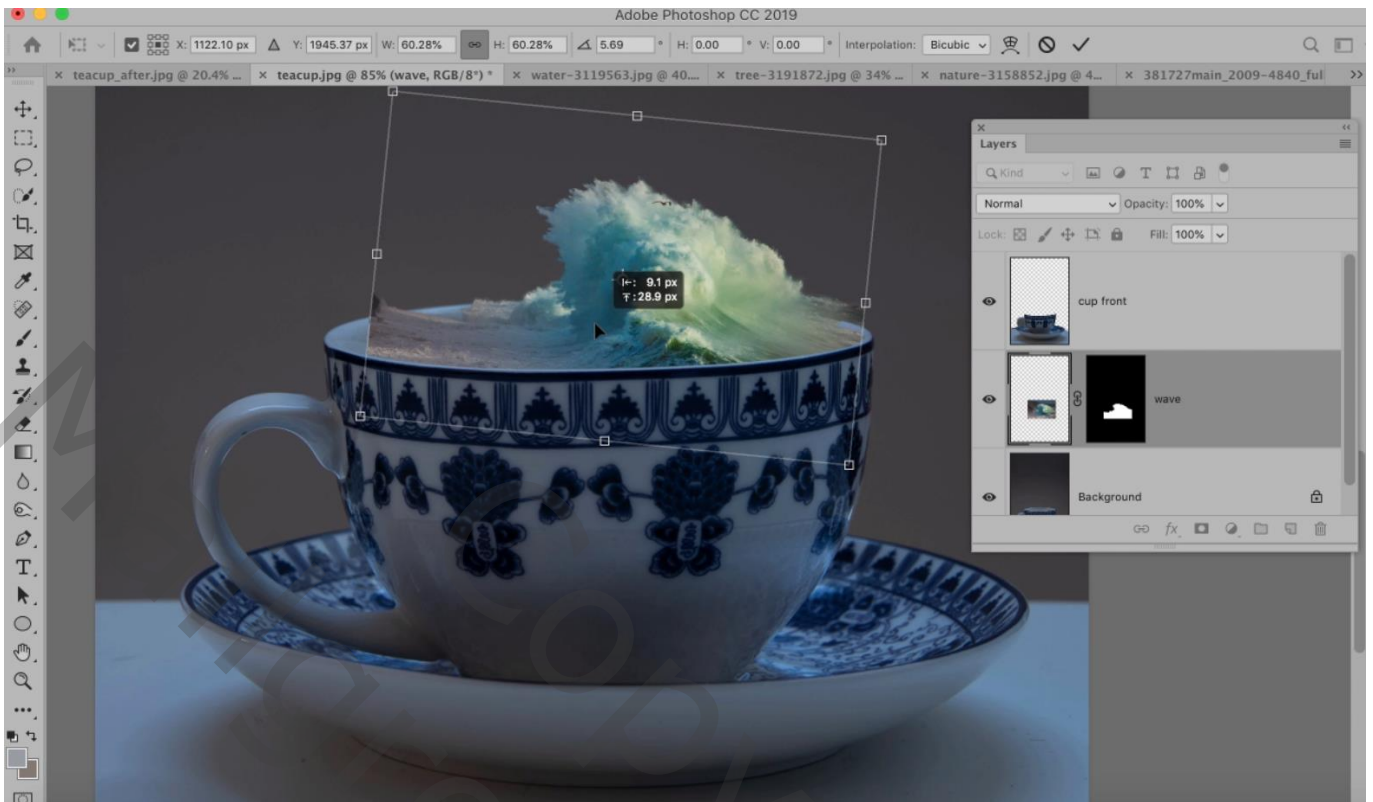 Adobe Photoshop CC 2019
X: 1122.10 px Δ Y: 1945.37 px W: 60.28% H: 60.28% 5.69 ° H: 0.00 ° V: 0.00 ° Interpolation: Bicubic
× teacup_after.jpg @ 20.4% ... × teacup.jpg @ 85% (wave, RGB/8*) * × water-3119563.jpg @ 40.... × tree-3191872.jpg @ 34% ... × nature-3158852.jpg @ 4... × 381727main_2009-4840_ful
Layers
Kind
Normal Opacity: 100%
Lock: Fill: 100%
9.1 px
28.9 px
cup front
wave
Background
fx
Copy